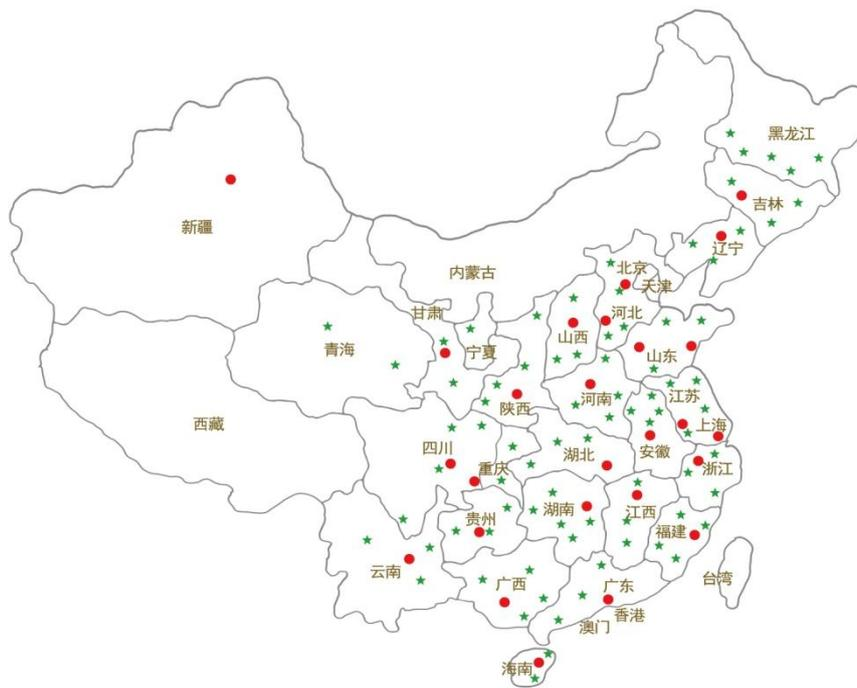 黑龙江
吉林
新疆
辽宁
内蒙古
北京
天津
甘肃
河北
山西
青海
宁夏
山东
河南
江苏
陕西
西藏
上海
四川
湖北
安徽
重庆
浙江
湖南
江西
贵州
福建
云南
台湾
广西
广东
香港
澳门
海南